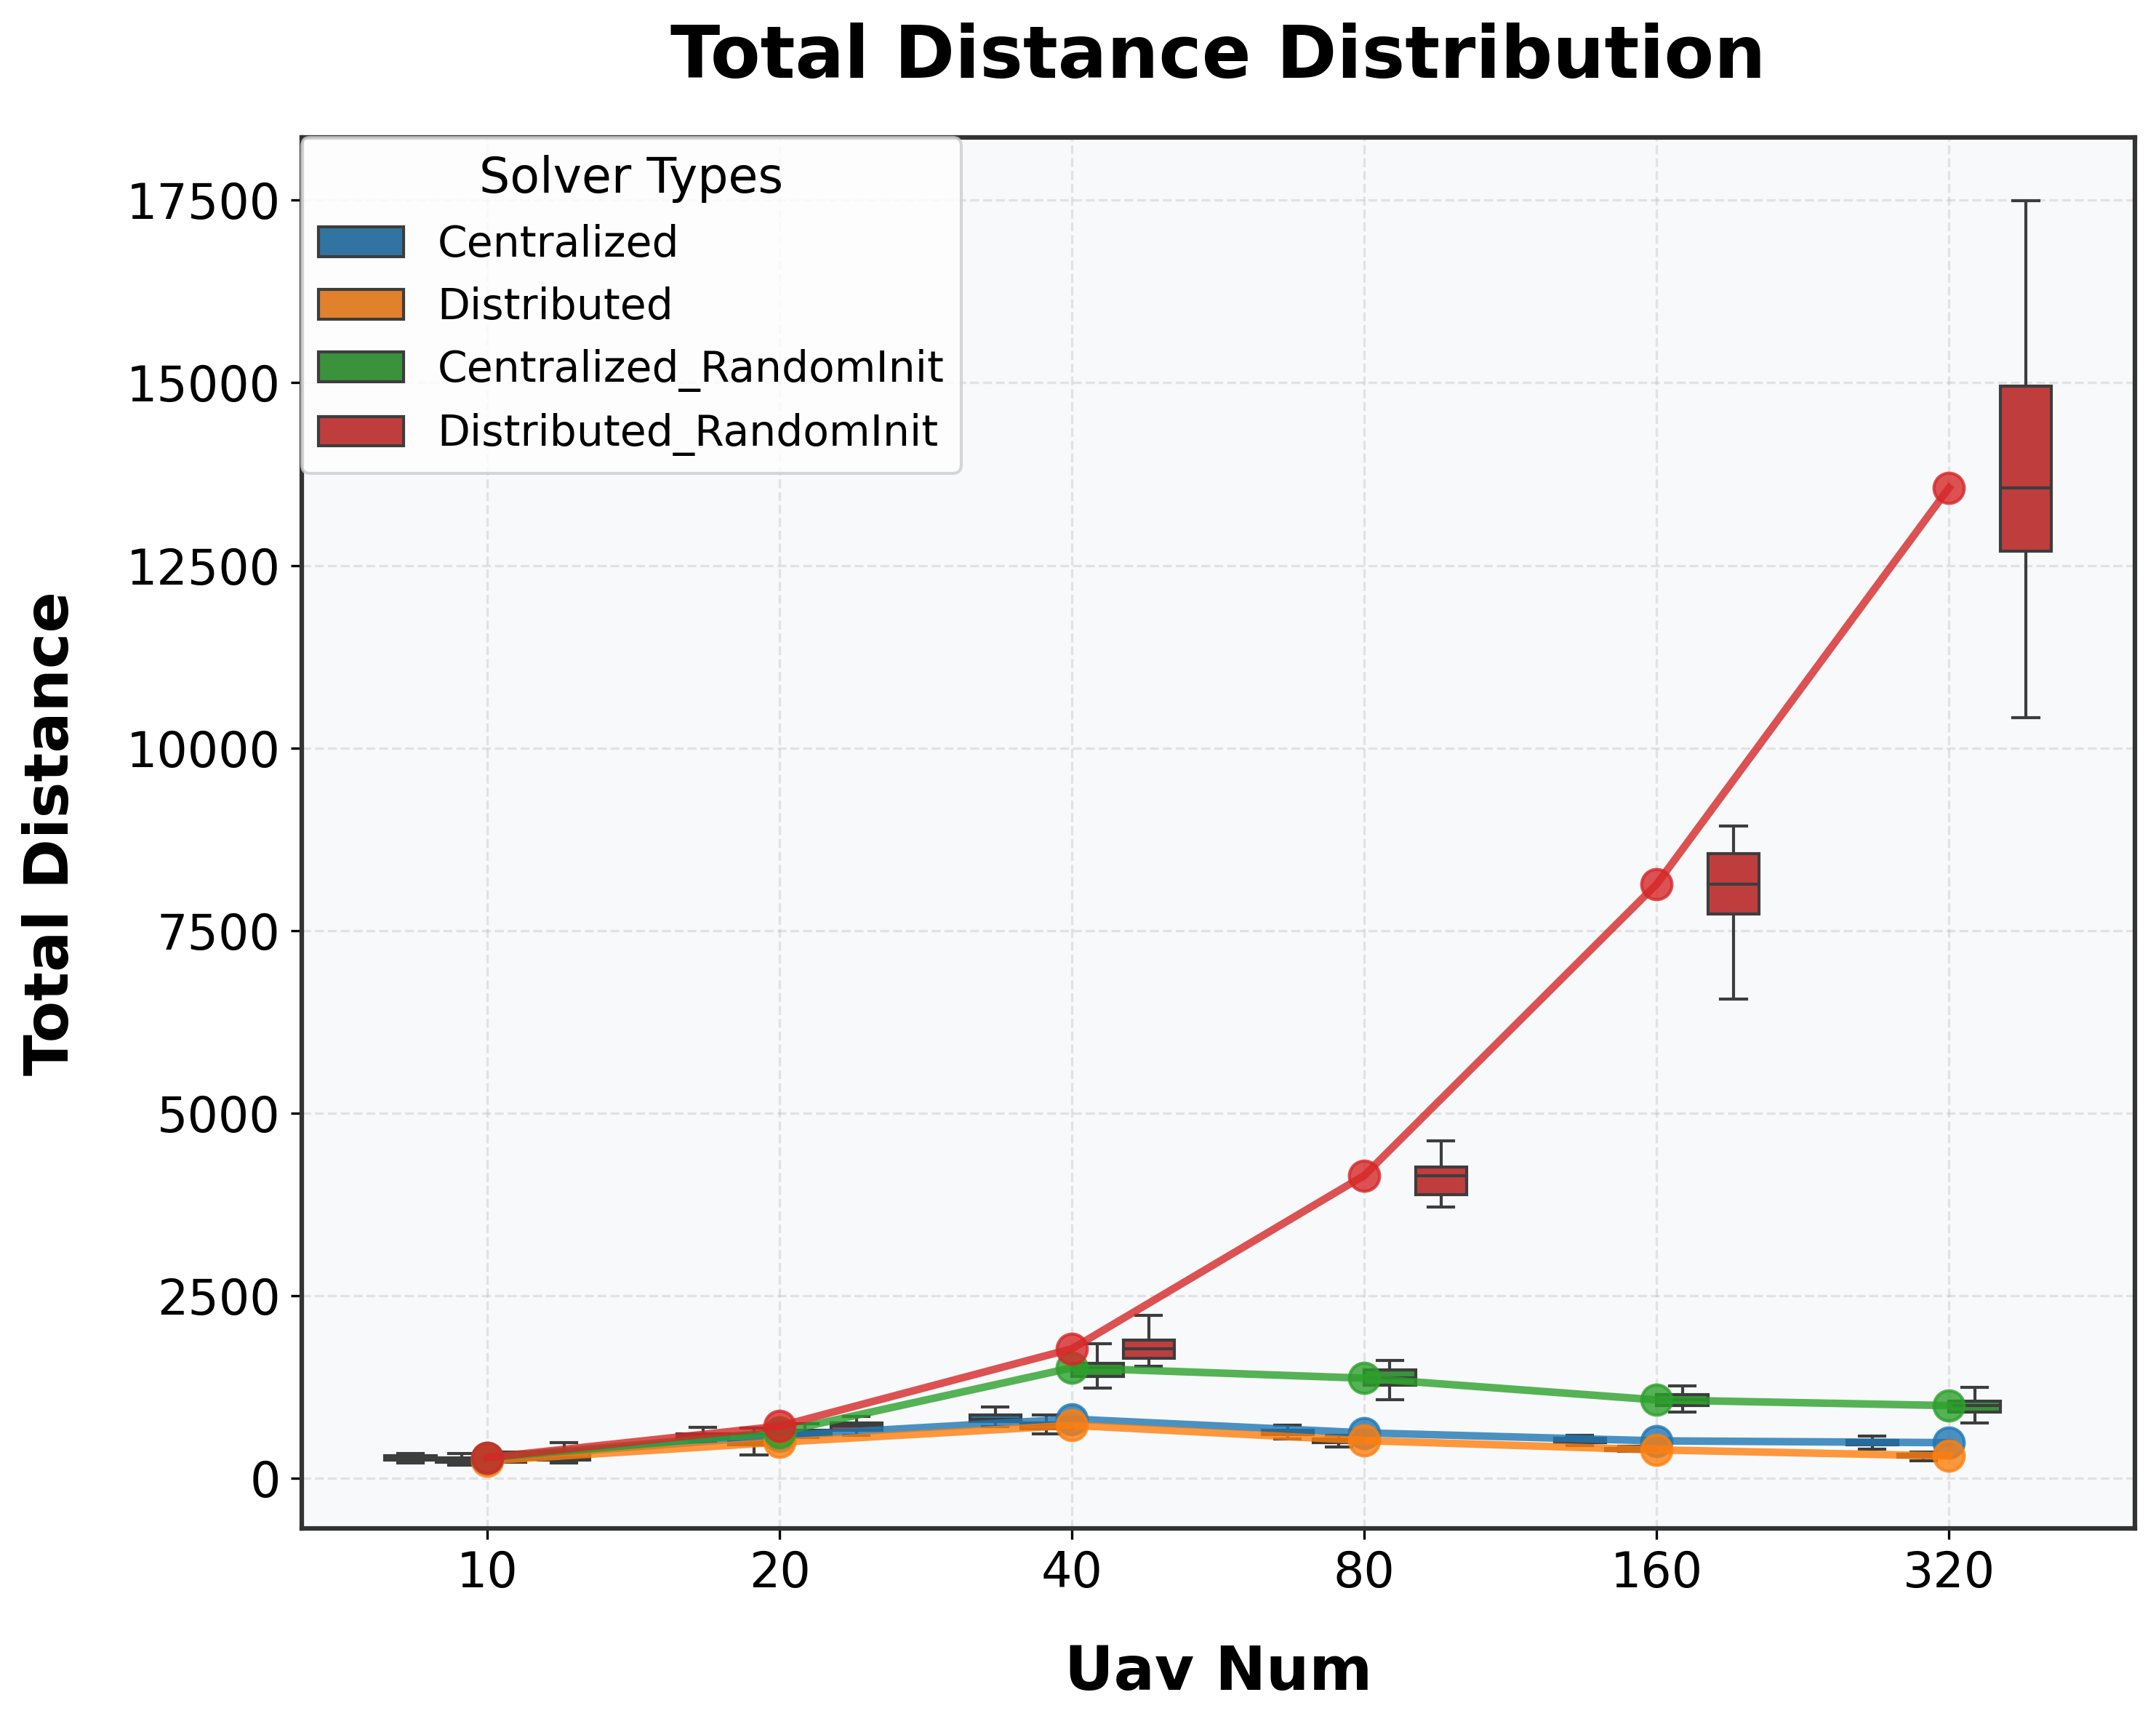 Total Distance Distribution
Solver Types
Centralized
Distributed
Centralized_RandomInit
Distributed_RandomInit
17500
15000
12500
10000
7500
5000
2500
0
Total Distance
10 20 40 80 160 320
Uav Num